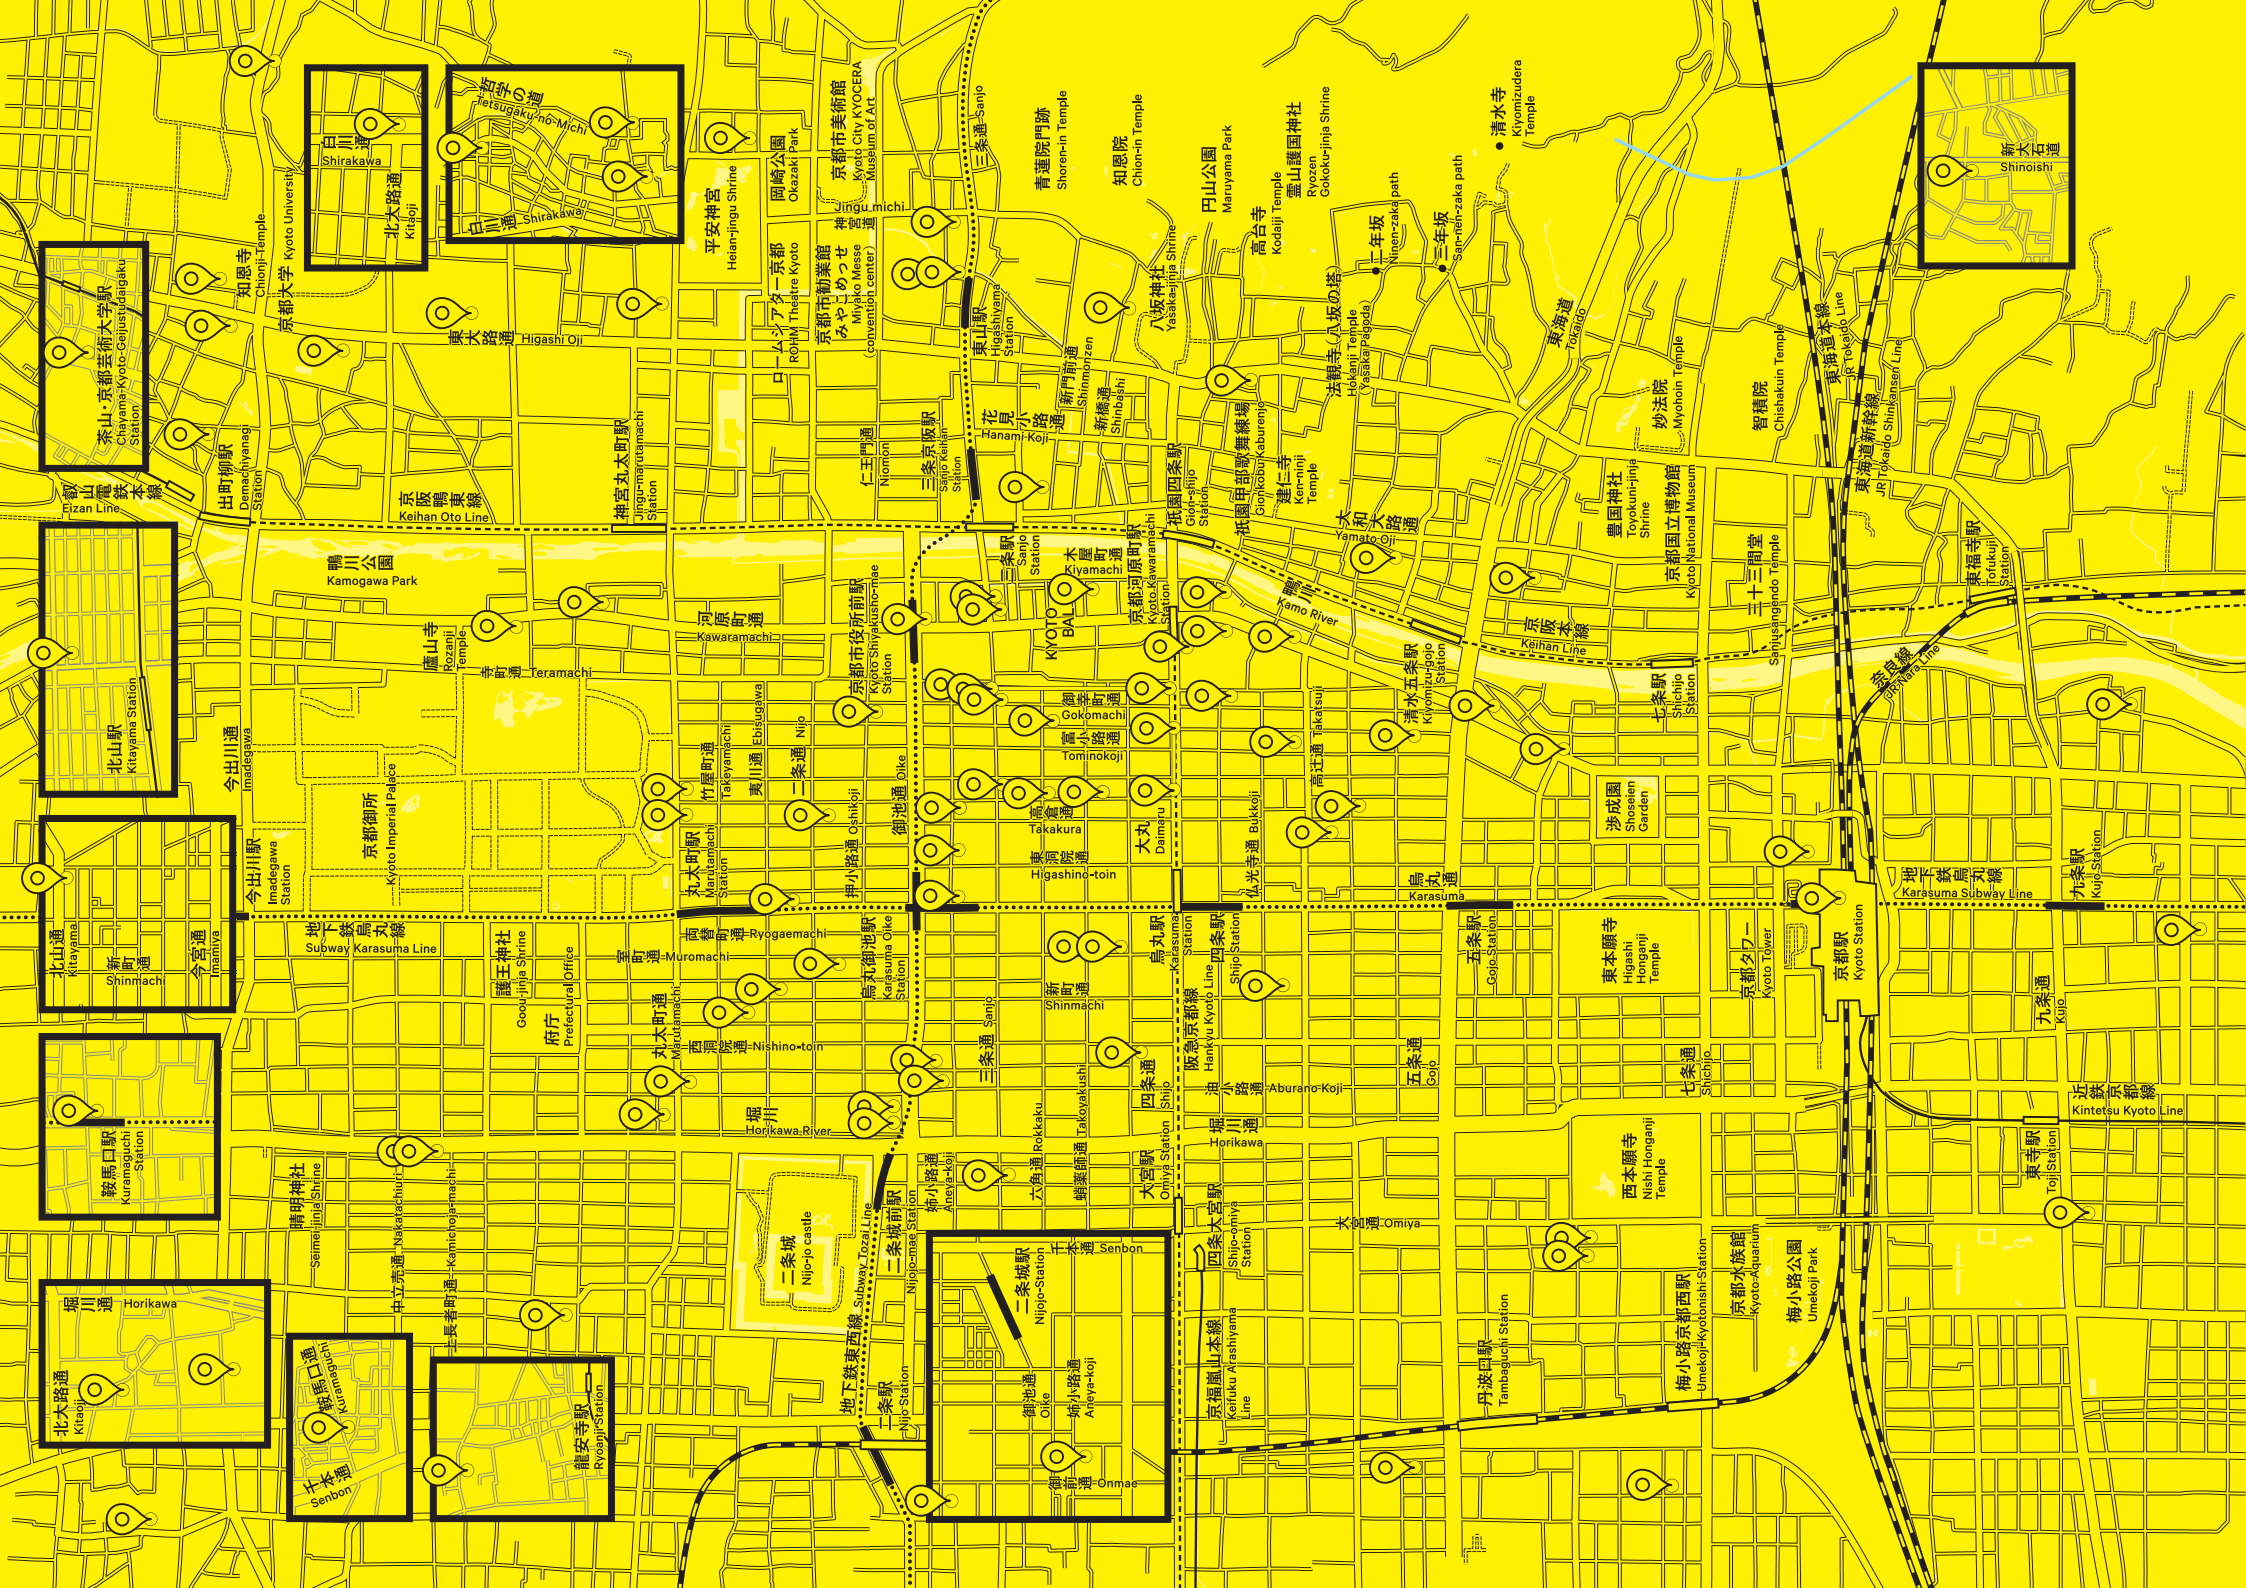 白川通
Shirakawa
北大路通
Kitaoji
哲学の道
Tetsugaku-no-Michi
白川通 Shirakawa
茶山・京都芸術大学駅
Chayama-Kyoto-Geijutsudaigaku
Station
知恩寺
Chionji Temple
京都大学 Kyoto University
東大路通 Higashi Oji
平安神宮
Heian-jingu Shrine
岡崎公園
Okazaki Park
京都市美術館
Kyoto City KYOCERA
Museum of Art
Jingu michi
神宮道
ロームシアター京都
ROHM Theatre Kyoto
京都市勧業館
みやこめっせ
Miyako Messe
(convention center)
三条通 Sanjo
東山駅
Higashiyama
Station
青蓮院門跡
Shoren-in Temple
知恩院
Chion-in Temple
円山公園
Maruyama Park
八坂神社
Yasaka-jinja Shrine
高台寺
Kodaiji Temple
霊山護国神社
Ryozen
Gokoku-jinja Shrine
法観寺(八坂の塔)
Hokanji Temple
(Yasaka Pagoda)
二年坂
Ninen-zaka path
三年坂
San-nen-zaka path
清水寺
Kiyomizudera
Temple
東海道
Tokaido
妙法院
Myohoin Temple
智積院
Chishakuin Temple
東海道本線
JR Tokaido Line
東海道新幹線
JR Tokaido Shinkansen Line
新大石道
Shinoishi
叡山電鉄本線
Eizan Line
出町柳駅
Demachiyanagi
Station
京阪鴨東線
Keihan Oto Line
神宮丸太町駅
Jingu-marutamachi
Station
仁王門通
Niomon
三条京阪駅
Sanjo Keihan
Station
花見小路通
Hanami Koji
新門前通
Shinmonzen
新橋通
Shinbashi
祇園四条駅
Gion-shijo
Station
祇園甲部歌舞練場
Gion Kobu Kaburenjo
建仁寺
Ken-ninji
Temple
大和大路通
Yamato Oji
豊国神社
Toyokuni-jinja
Shrine
京都国立博物館
Kyoto National Museum
三十三間堂
Sanjusangendo Temple
東福寺駅
Tofukuji
Station
鴨川公園
Kamogawa Park
北山駅
Kitayama Station
今出川通
Imadegawa
廬山寺
Rozanji
Temple
寺町通 Teramachi
河原町通
Kawaramachi
京都市役所前駅
Kyoto Shiyakusho-mae
Station
三条駅
Sanjo
Station
木屋町通
Kiyamachi
KYOTO
BAL
京都河原町駅
Kyoto Kawaramachi
Station
鴨川
Kamo River
京阪本線
Keihan Line
清水五条駅
Kiyomizu-gojo
Station
七条駅
Shichijo
Station
奈良線
JR Nara Line
京都御所
Kyoto Imperial Palace
竹屋町通
Takeyamachi
夷川通 Ebisugawa
二条通 Nijo
押小路通 Oshikoji
御池通 Oike
御幸町通
Gokomachi
富小路通
Tominokoji
高倉通
Takakura
東洞院通
Higashino-toin
大丸
Daimaru
高辻通 Takatsuji
仏光寺通 Bukkoji
渉成園
Shoseien
Garden
今出川駅
Imadegawa
Station
丸太町駅
Marutamachi
Station
烏丸通
Karasuma
地下鉄烏丸線
Karasuma Subway Line
九条駅
Kujo Station
北山通
Kitayama
新町通
Shinmachi
今宮通
Imamiya
地下鉄烏丸線
Subway Karasuma Line
護王神社
Goou-jinja Shrine
府庁
Prefectural Office
両替町通 Ryogaemachi
室町通 Muromachi
丸太町通
Marutamachi
西洞院通 Nishino-toin
烏丸御池駅
Karasuma Oike
Station
新町通
Shinmachi
三条通 Sanjo
烏丸駅
Karasuma
Station
四条駅
Shijo Station
阪急京都線
Hankyu Kyoto Line
四条通
Shijo
五条駅
Gojo Station
五条通
Gojo
東本願寺
Higashi
Honganji
Temple
京都タワー
Kyoto Tower
京都駅
Kyoto Station
九条通
Kujo
七条通
Shichijo
油小路通 Aburano Koji
近鉄京都線
Kintetsu Kyoto Line
鞍馬口駅
Kuramaguchi
Station
晴明神社
Seimei-jinja Shrine
中立売通 Nakatachiuri
上長者町通 Kamichoja-machi
堀川
Horikawa River
二条城
Nijo-jo castle
地下鉄東西線 Subway Tozai Line
二条城前駅
Nijojo-mae Station
姉小路通
Aneya-koji
六角通 Rokkaku
蛸薬師通 Takoyakushi
大宮駅
Omiya Station
堀川通
Horikawa
四条大宮駅
Shijo-omiya
Station
大宮通 Omiya
西本願寺
Nishi Honganji
Temple
京都水族館
Kyoto Aquarium
梅小路公園
Umekoji Park
東寺駅
Toji Station
堀川通 Horikawa
北大路通
Kitaoji
鞍馬口通
Kuramaguchi
千本通
Senbon
龍安寺駅
Ryoanji Station
二条駅
Nijo Station
二条城駅
Nijojo-Station
千本通 Senbon
御池通
Oike
姉小路通
Aneya-koji
御前通 Onmae
京福嵐山本線
Keifuku Arashiyama
Line
丹波口駅
Tambaguchi Station
梅小路京都西駅
Umekoji-Kyotonishi Station